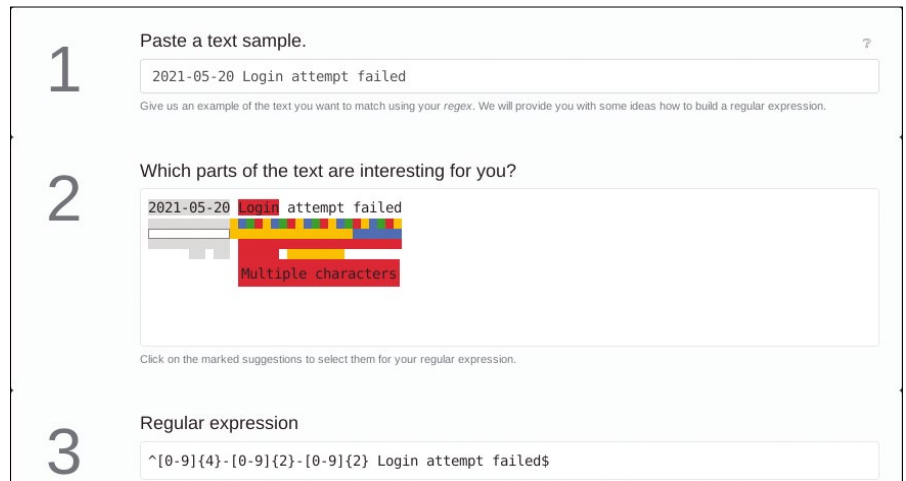 1
Paste a text sample.
?
2021-05-20 Login attempt failed
Give us an example of the text you want to match using your regex. We will provide you with some ideas how to build a regular expression.
2
Which parts of the text are interesting for you?
2021-05-20 Login attempt failed
Multiple characters
Click on the marked suggestions to select them for your regular expression.
3
Regular expression
^[0-9]{4}-[0-9]{2}-[0-9]{2} Login attempt failed$